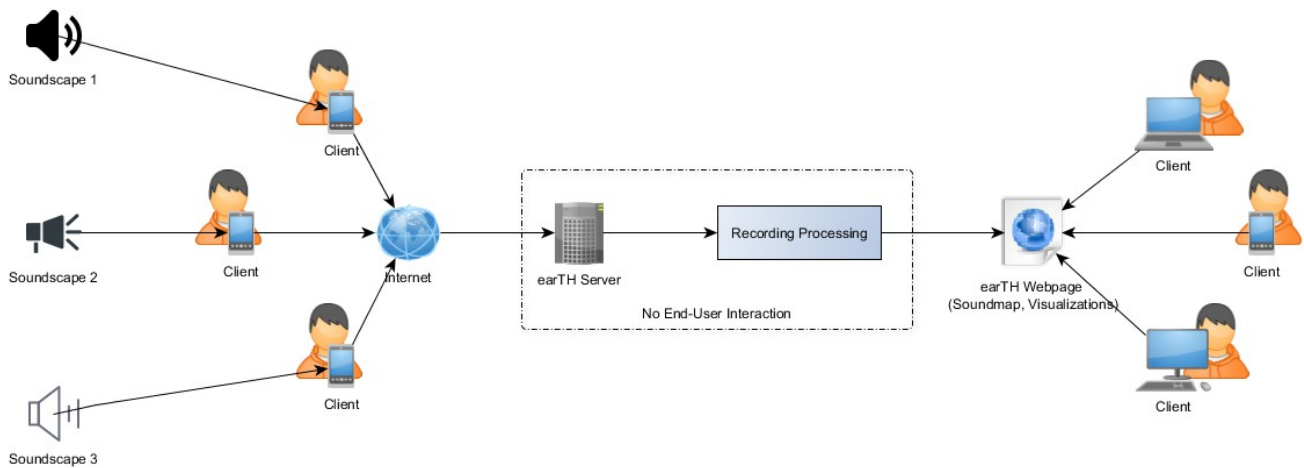 Soundscape 1
Client
Client
Soundscape 2
Client
Internet
earTH Server
Recording Processing
No End-User Interaction
earTH Webpage
(Soundmap, Visualizations)
Client
Client
Client
Client
Soundscape 3